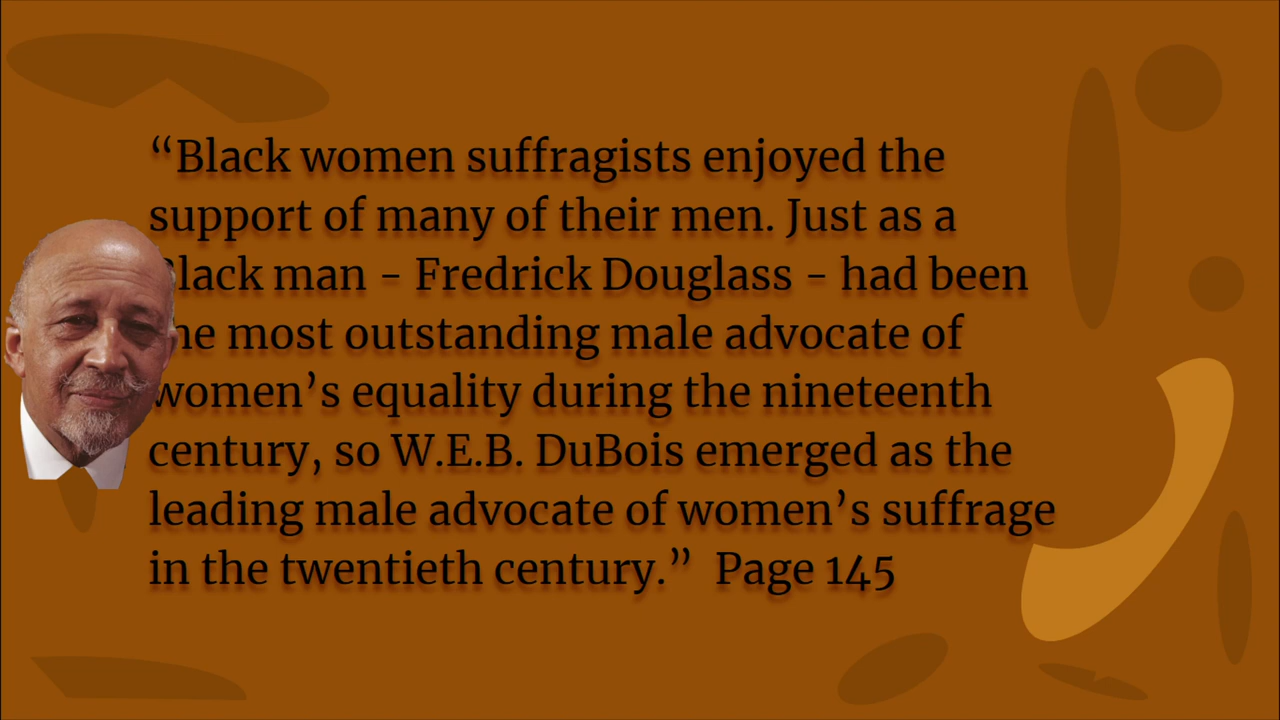 “Black women suffragists enjoyed the
support of many of their men. Just as a
Black man - Fredrick Douglass - had been
the most outstanding male advocate of
women’s equality during the nineteenth
century, so W.E.B. DuBois emerged as the
leading male advocate of women’s suffrage
in the twentieth century.” Page 145